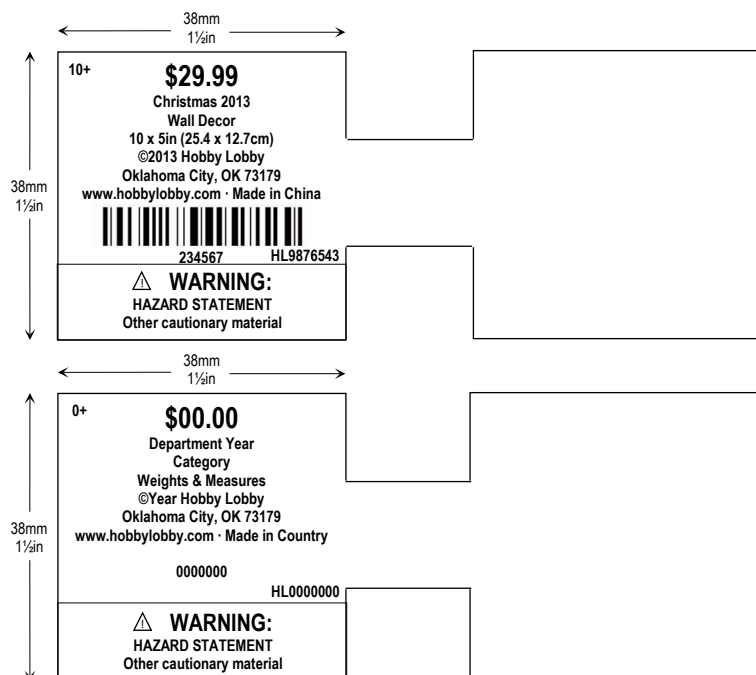 38mm
1½in
10+
$29.99
Christmas 2013
Wall Decor
10 x 5in (25.4 x 12.7cm)
©2013 Hobby Lobby
Oklahoma City, OK 73179
www.hobbylobby.com · Made in China
38mm
1½in
234567 HL9876543
⚠ WARNING:
HAZARD STATEMENT
Other cautionary material
38mm
1½in
0+
$00.00
Department Year
Category
Weights & Measures
©Year Hobby Lobby
Oklahoma City, OK 73179
www.hobbylobby.com · Made in Country
38mm
1½in
0000000
HL0000000
⚠ WARNING:
HAZARD STATEMENT
Other cautionary material